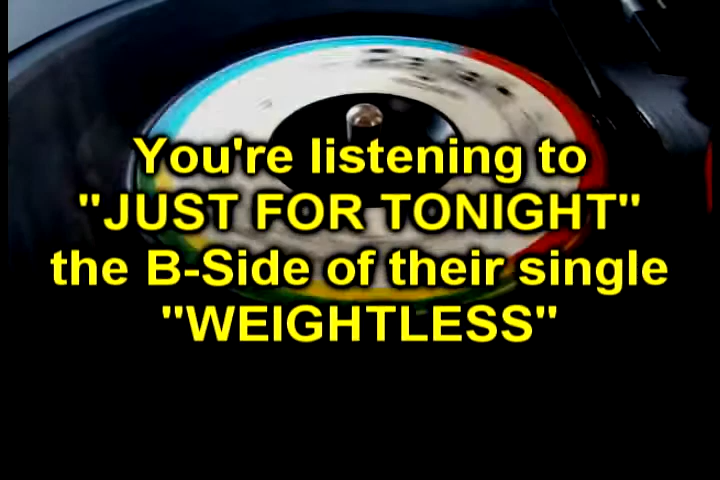 You're listening to
"JUST FOR TONIGHT"
the B-Side of their single
"WEIGHTLESS"